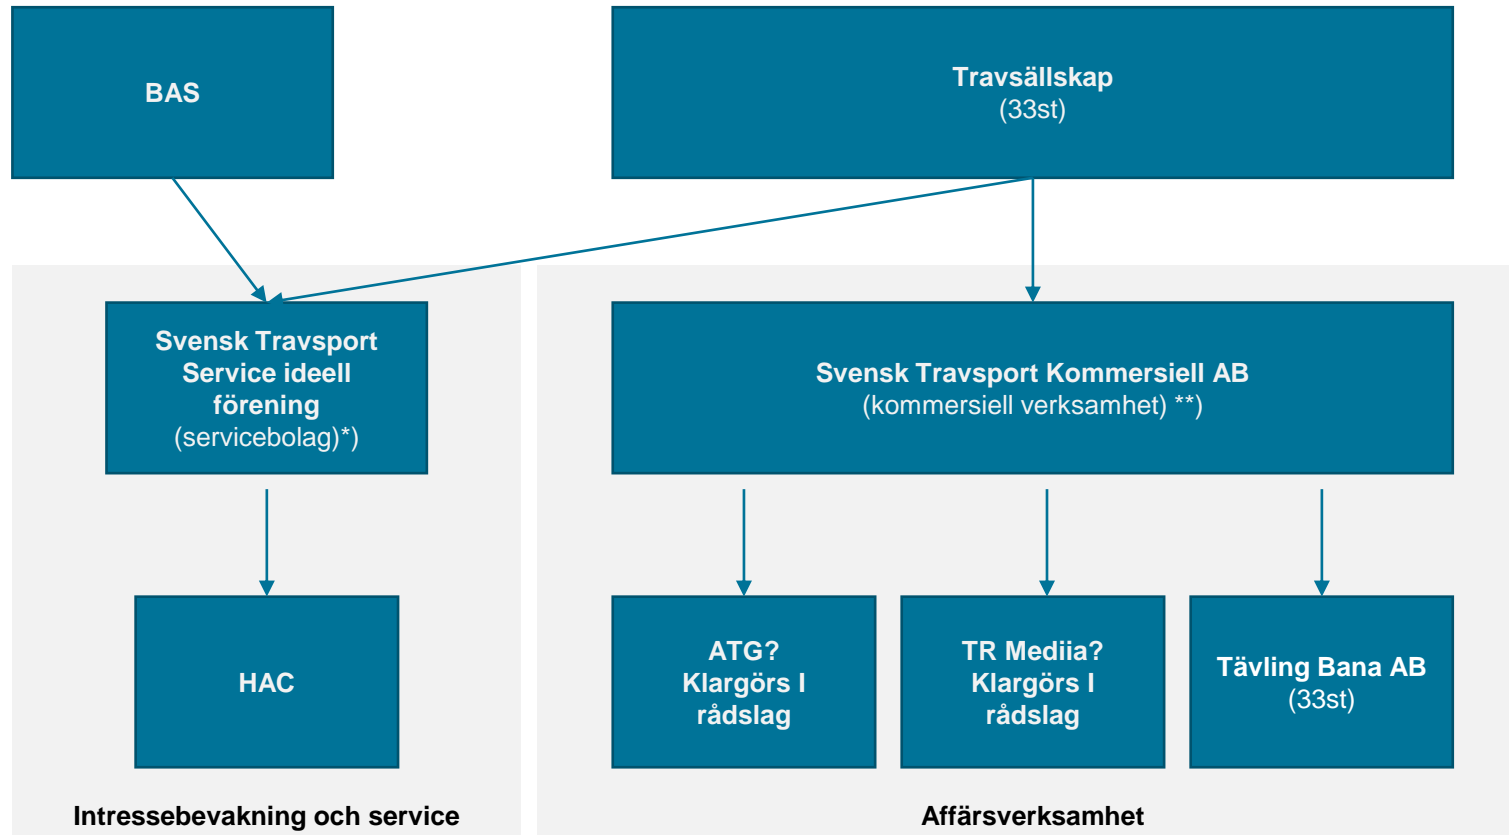 BAS
Travsällskap
(33st)
Svensk Travsport
Service ideell
förening
(servicebolag)*)
Svensk Travsport Kommersiell AB
(kommersiell verksamhet) **)
HAC
ATG?
Klargörs I
rådslag
TR Mediia?
Klargörs I
rådslag
Tävling Bana AB
(33st)
Intressebevakning och service
Affärsverksamhet